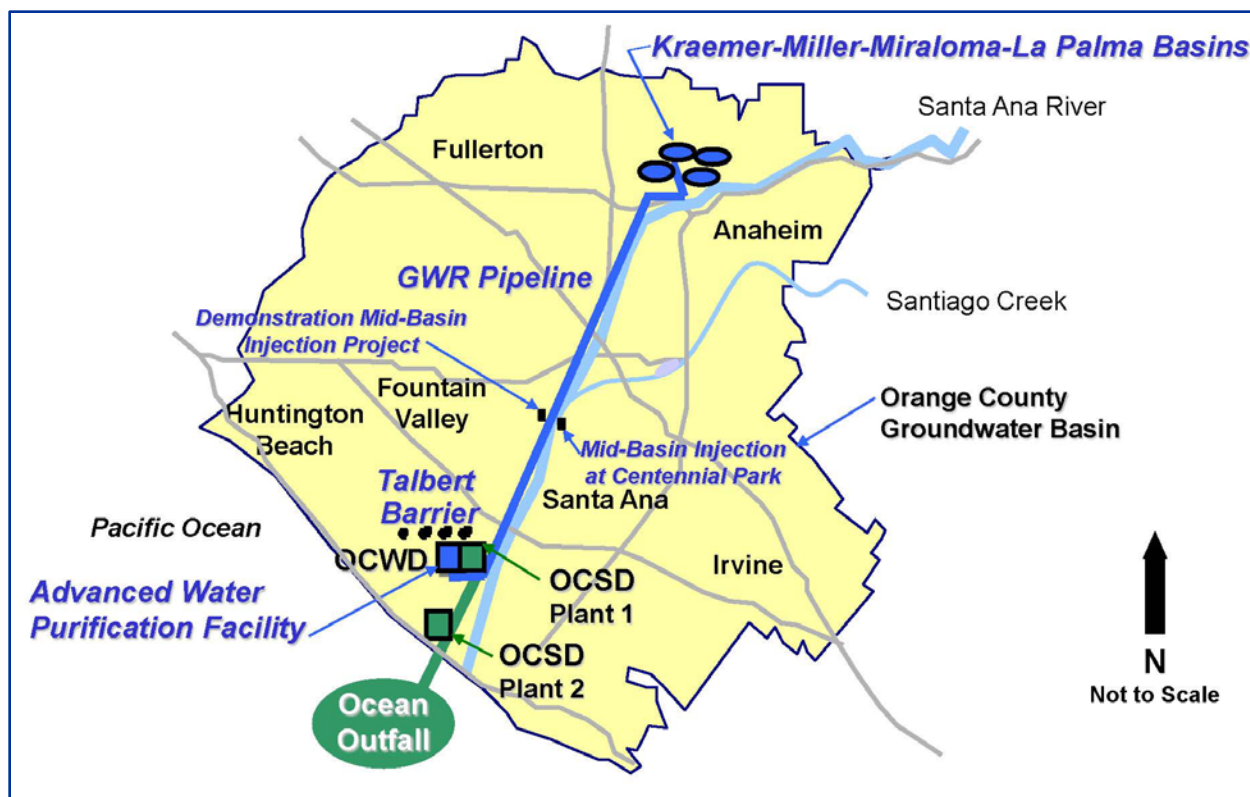 Kraemer-Miller-Miraloma-La Palma Basins
Santa Ana River
Fullerton
Anaheim
GWR Pipeline
Santiago Creek
Demonstration Mid-Basin
Injection Project
Fountain
Valley
Huntington
Beach
Orange County
Groundwater Basin
Mid-Basin Injection
at Centennial Park
Talbert
Barrier
Santa Ana
Pacific Ocean
OCWD
Irvine
OCSD
Plant 1
Advanced Water
Purification Facility
OCSD
Plant 2
N
Not to Scale
Ocean
Outfall